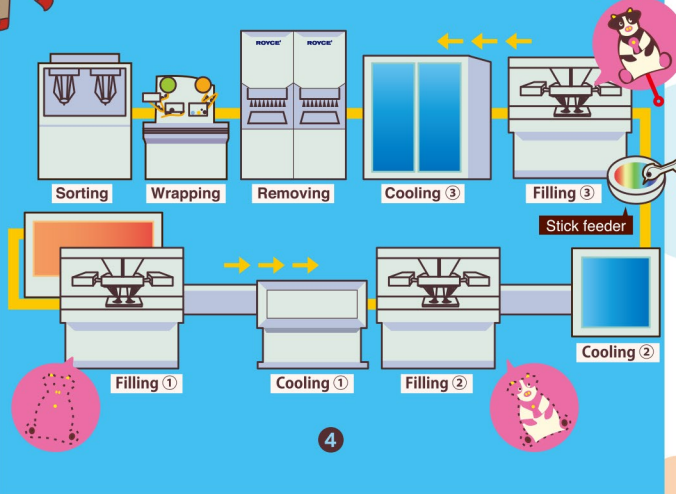 ROYCE' ROYCE'
Sorting
Wrapping
Removing
Cooling ③
Filling ③
Stick feeder
Cooling ②
Filling ①
Cooling ①
Filling ②
❹